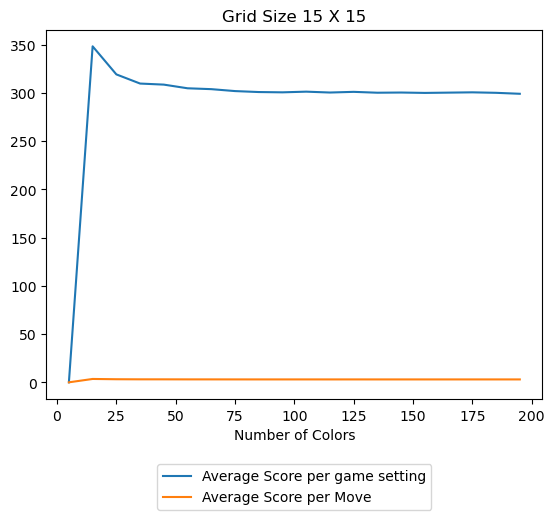 Grid Size 15 X 15
350
300
250
200
150
100
50
0
0 25 50 75 100 125 150 175 200
Number of Colors
Average Score per game setting
Average Score per Move